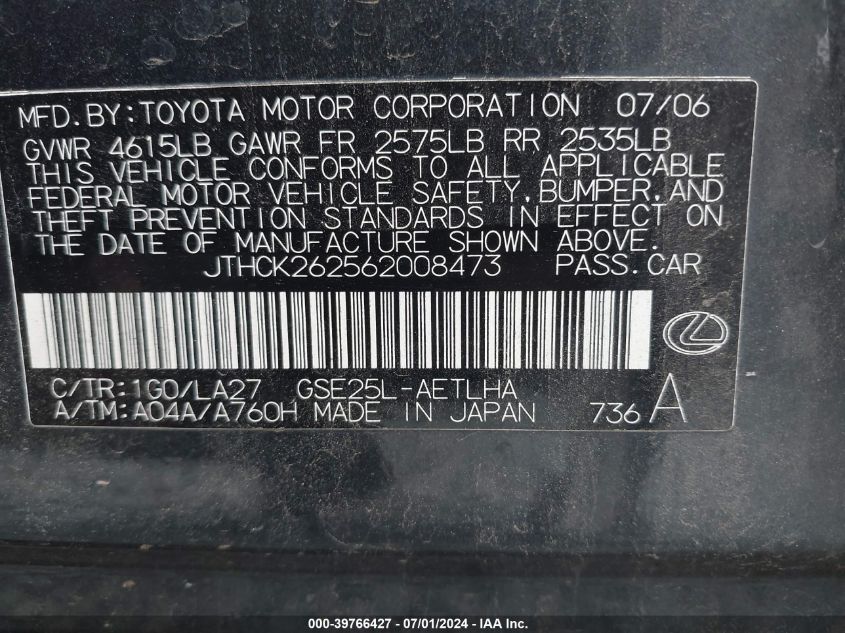 MFD. BY: TOYOTA MOTOR CORPORATION 07/06
GVWR 4615LB GAWR FR 2575LB RR 2535LB
THIS VEHICLE CONFORMS TO ALL APPLICABLE
FEDERAL MOTOR VEHICLE SAFETY, BUMPER, AND
THEFT PREVENTION STANDARDS IN EFFECT ON
THE DATE OF MANUFACTURE SHOWN ABOVE.
JTHCK262562008473 PASS. CAR
C/TR: 1G0/LA27 GSE25L-AETLHA
A/TM: A04A/A760H MADE IN JAPAN 736 A
000-39766427 - 07/01/2024 - IAA Inc.